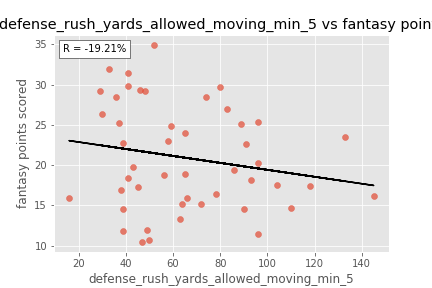 defense_rush_yards_allowed_moving_min_5 vs fantasy poin
R = -19.21%
35
30
25
20
15
10
fantasy points scored
20 40 60 80 100 120 140
defense_rush_yards_allowed_moving_min_5